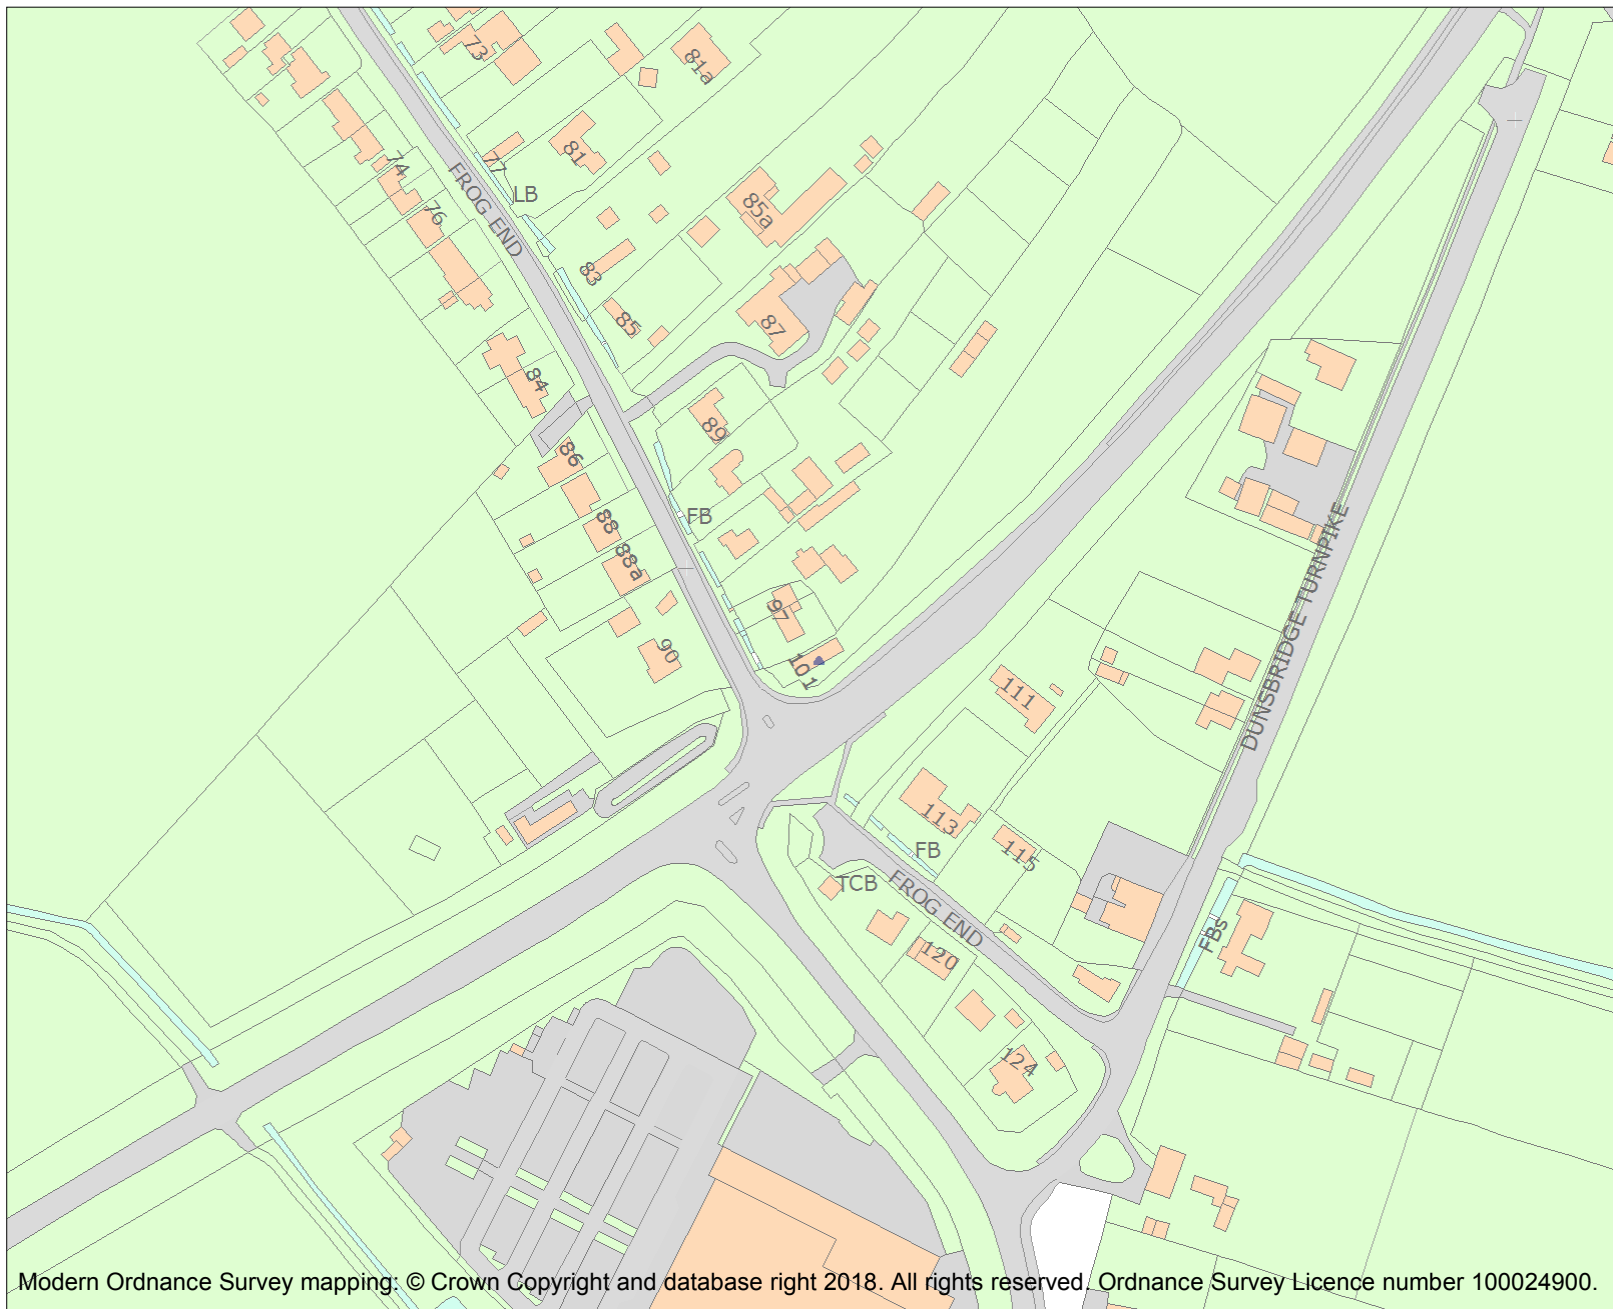 73
81a
74
77
81
FROG END
LB
76
85a
83
85
87
84
89
86
FB
88
88a
DUNSBRIDGE TURNPIKE
97
90
101
111
113
115
FB
TCB
FROG END
120
FBs
124
Modern Ordnance Survey mapping: © Crown Copyright and database right 2018. All rights reserved. Ordnance Survey Licence number 100024900.